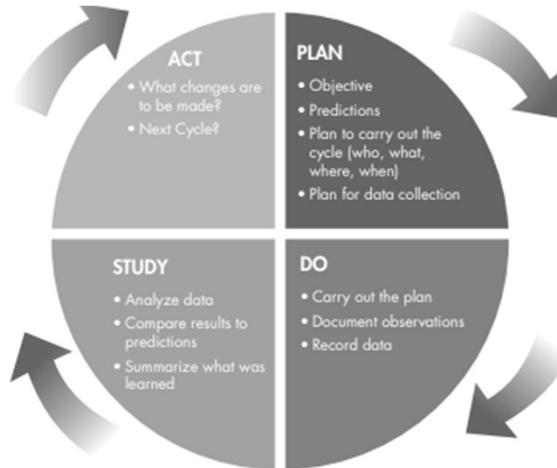 ACT
• What changes are
to be made?
• Next Cycle?
PLAN
• Objective
• Predictions
• Plan to carry out the
cycle (who, what,
where, when)
• Plan for data collection
STUDY
• Analyze data
• Compare results to
predictions
• Summarize what was
learned
DO
• Carry out the plan
• Document observations
• Record data